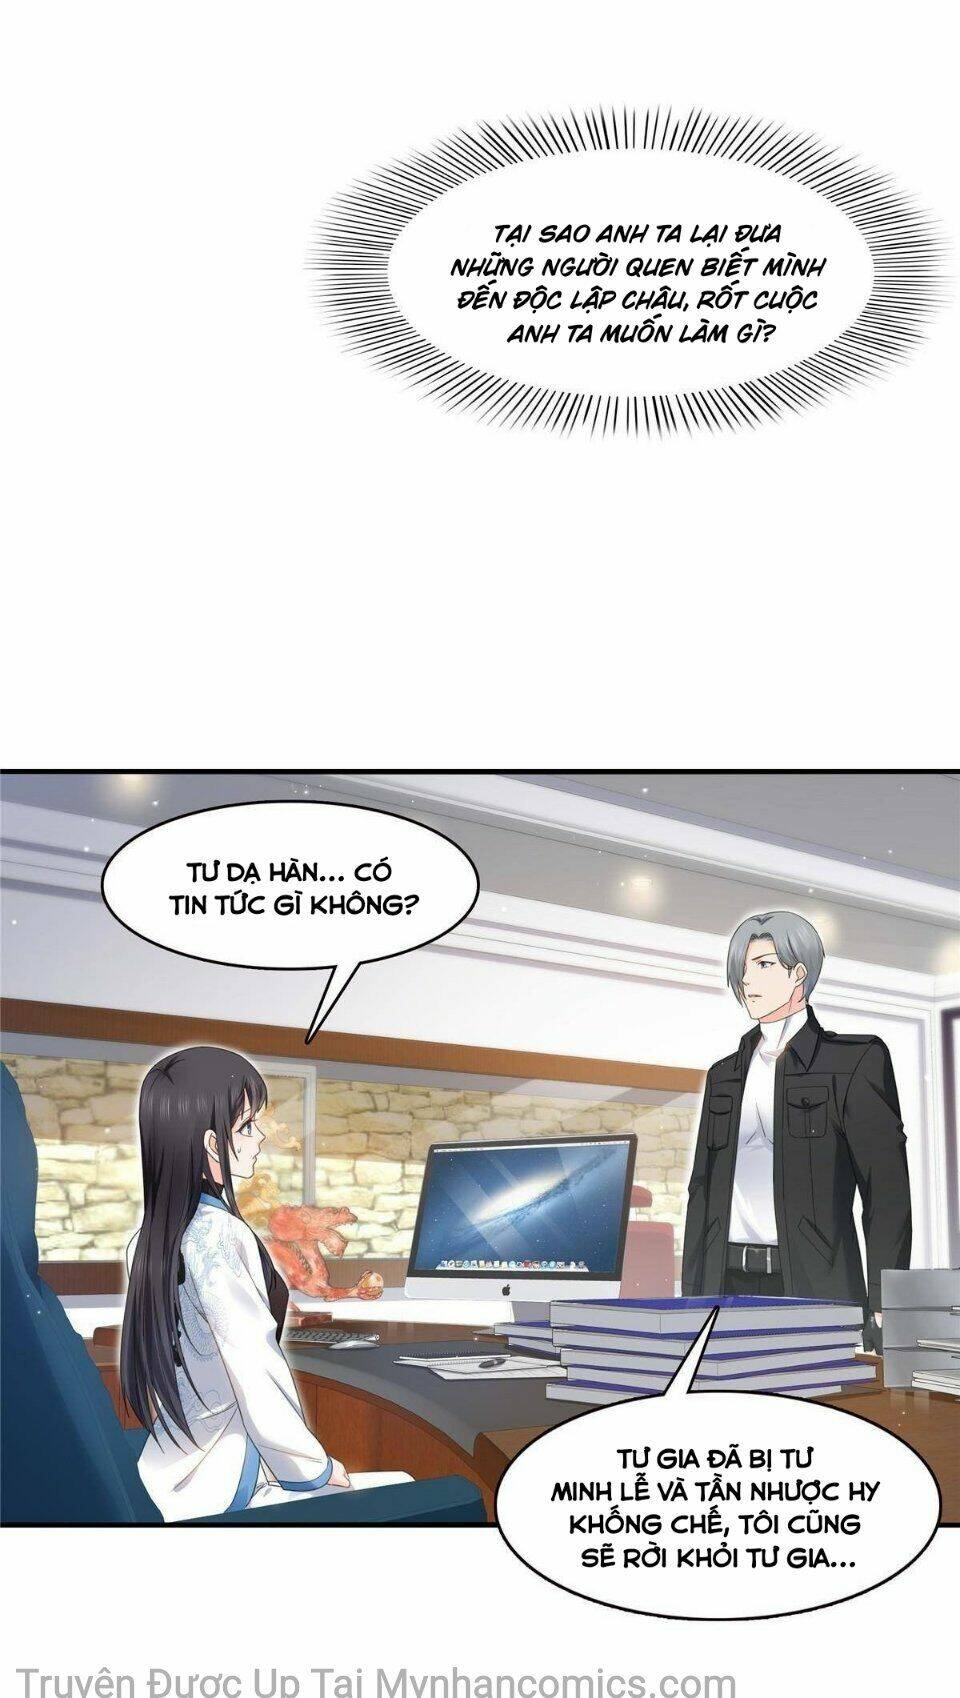 TẠI SAO ANH TA LẠI ĐƯA
NHỮNG NGƯỜI QUEN BIẾT MÌNH
ĐẾN ĐỘC LẬP CHÂU, RỐT CUỘC
ANH TA MUỐN LÀM GÌ?
TƯ DẠ HÀN... CÓ
TIN TỨC GÌ KHÔNG?
TƯ GIA ĐÃ BỊ TƯ
MINH LỄ VÀ TẦN NHƯỢC HY
KHỐNG CHẾ, TÔI CŨNG
SẼ RỜI KHỎI TƯ GIA...
Truyện Được Up Tại Mynhancomics.com